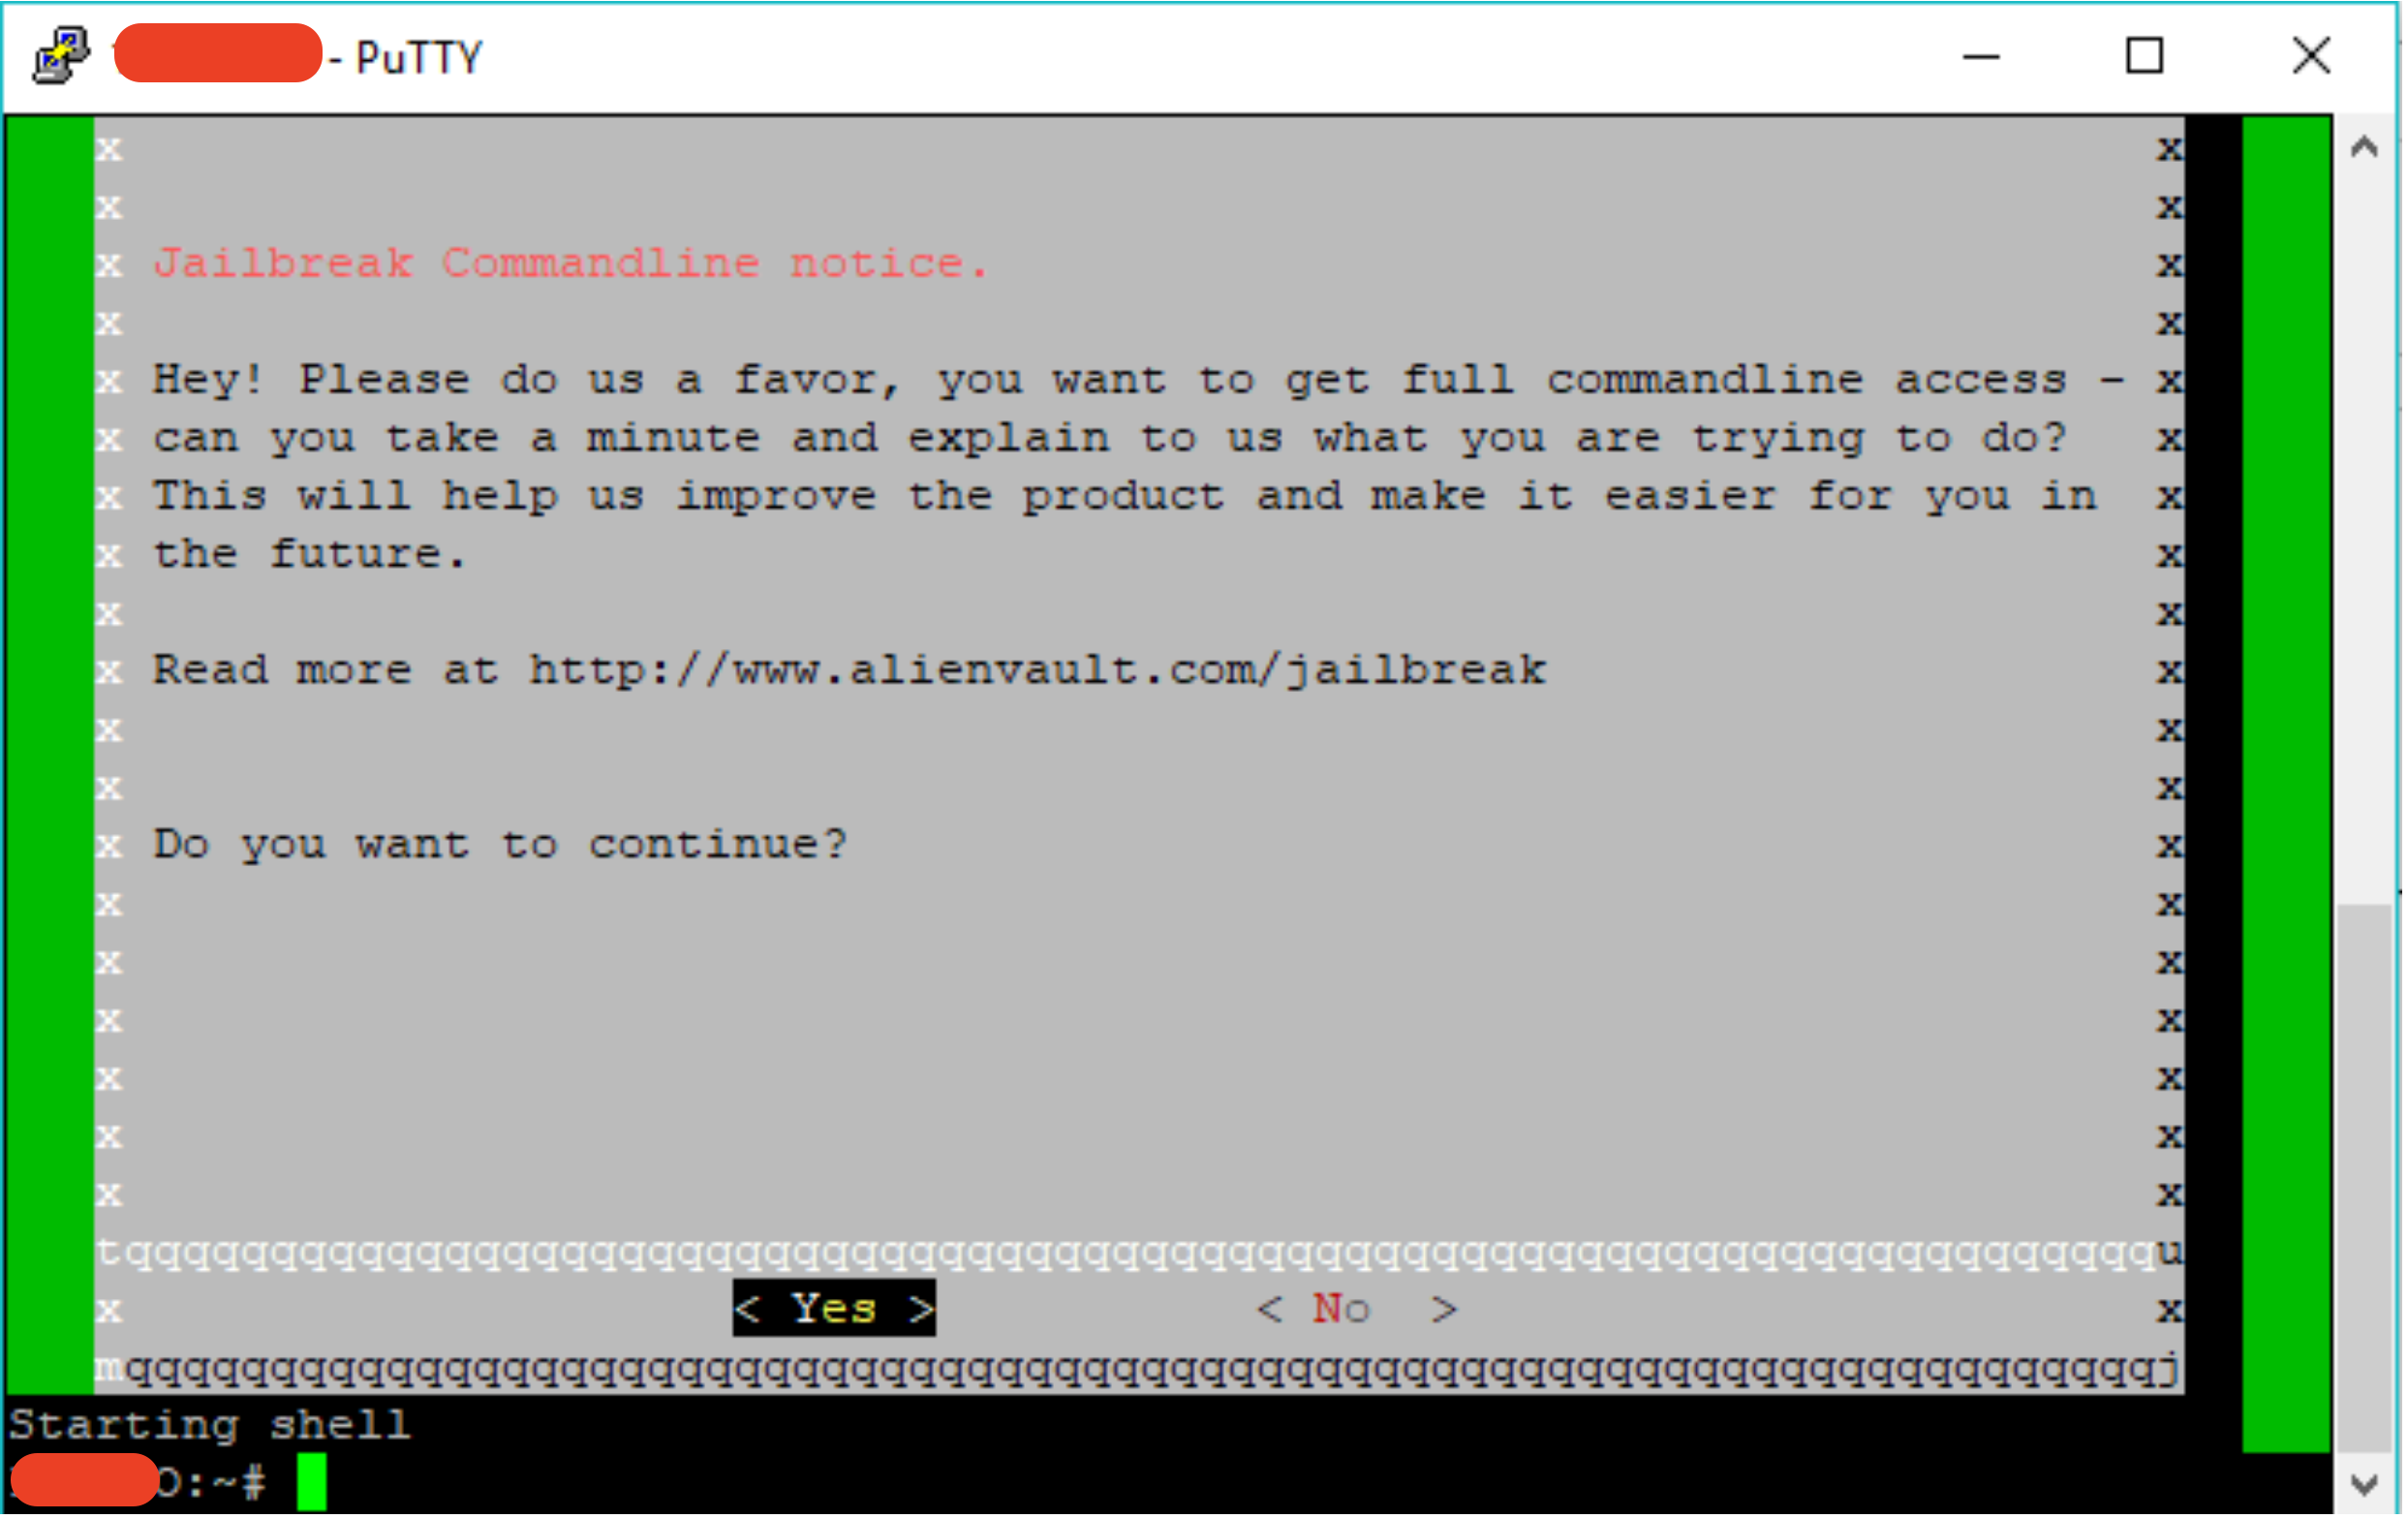 - PuTTY
x x
x x
x Jailbreak Commandline notice. x
x x
x Hey! Please do us a favor, you want to get full commandline access - x
x can you take a minute and explain to us what you are trying to do? x
x This will help us improve the product and make it easier for you in x
x the future. x
x x
x Read more at http://www.alienvault.com/jailbreak x
x x
x x
x Do you want to continue? x
x x
x x
x x
x x
x x
x x
tqqqqqqqqqqqqqqqqqqqqqqqqqqqqqqqqqqqqqqqqqqqqqqqqqqqqqqqqqqqqqqqqqqqqqqu
x < Yes > < No > x
mqqqqqqqqqqqqqqqqqqqqqqqqqqqqqqqqqqqqqqqqqqqqqqqqqqqqqqqqqqqqqqqqqqqqqqj
Starting shell
O:~#